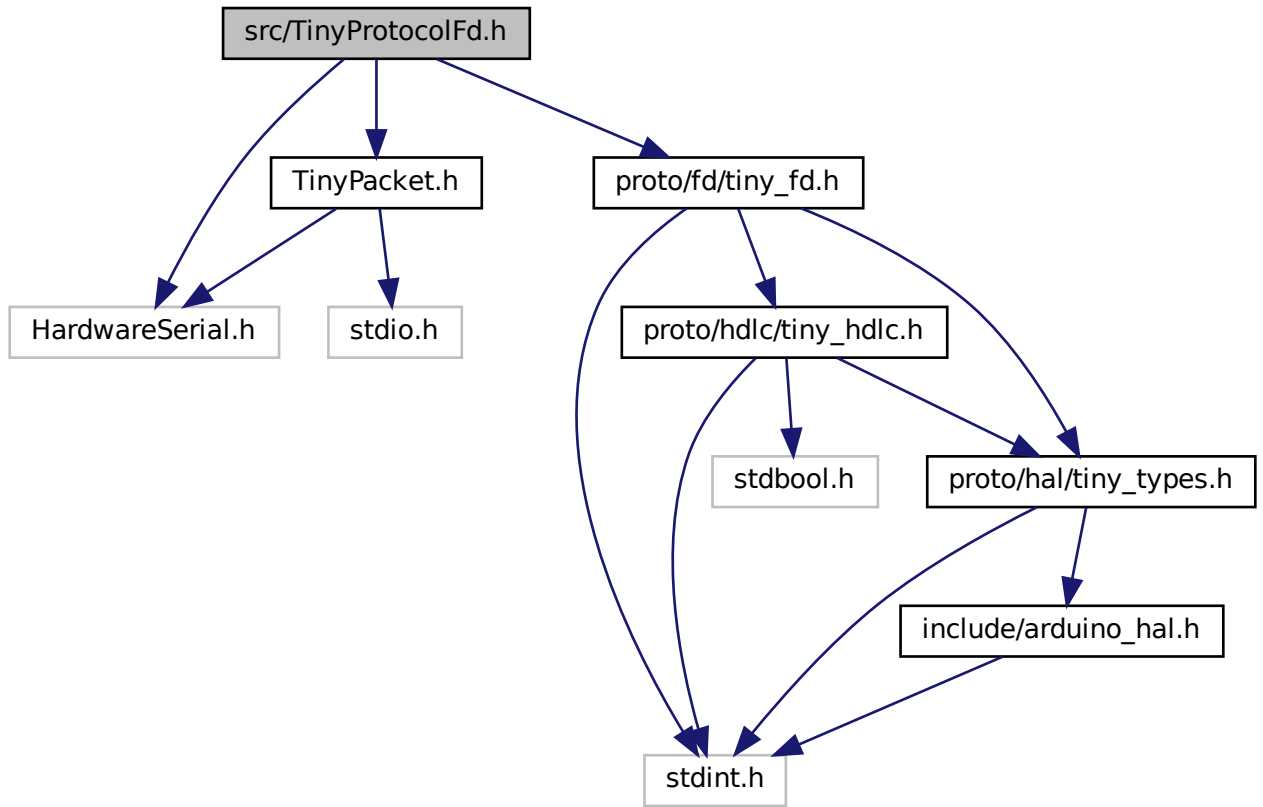 src/TinyProtocolFd.h
TinyPacket.h
proto/fd/tiny_fd.h
HardwareSerial.h
stdio.h
proto/hdlc/tiny_hdlc.h
stdbool.h
proto/hal/tiny_types.h
include/arduino_hal.h
stdint.h